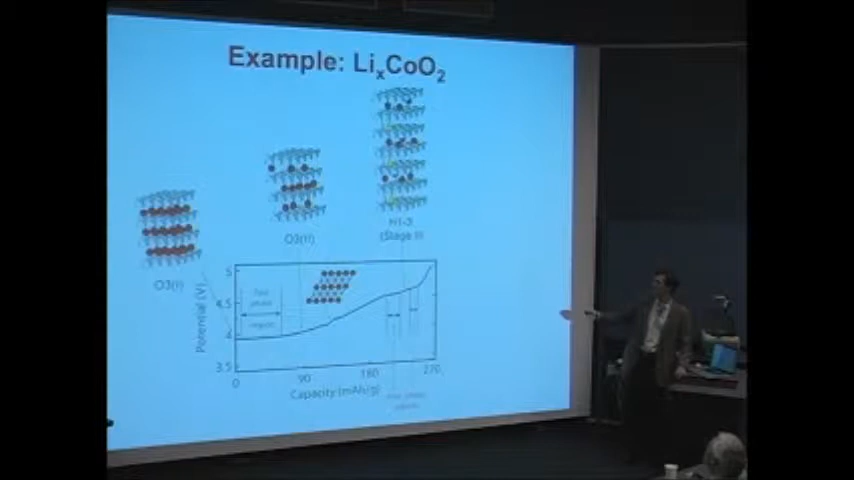 Example: LixCoO2
H1-3
(Stage II)
O3(II)
O3(I)
5
Two
phase
region
4.5
4
3.5
Potential (V)
0
90
180
270
Capacity (mAh/g)